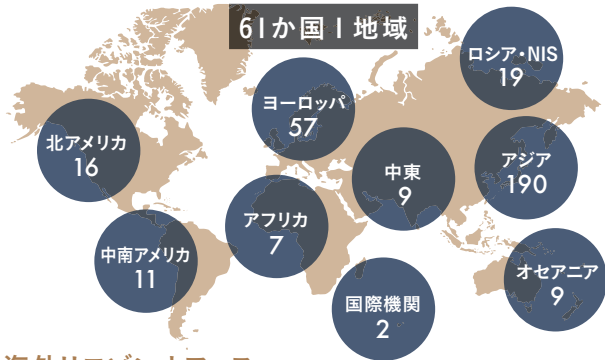 61か国1地域
ロシア・NIS
19
ヨーロッパ
57
北アメリカ
16
アジア
190
中東
9
アフリカ
7
中南アメリカ
11
オセアニア
9
国際機関
2